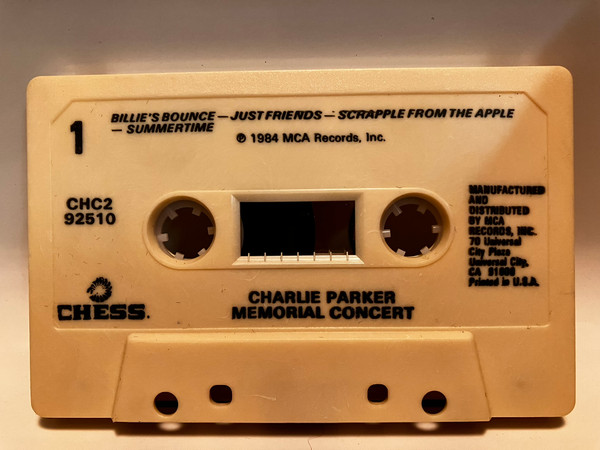 1
BILLIE'S BOUNCE — JUST FRIENDS — SCRAPPLE FROM THE APPLE
— SUMMERTIME
℗ 1984 MCA Records, Inc.
CHC2
92510
MANUFACTURED
AND
DISTRIBUTED
BY MCA
RECORDS, INC.
70 Universal
City Plaza
Universal City,
CA 91608
Printed in U.S.A.
CHESS.
CHARLIE PARKER
MEMORIAL CONCERT